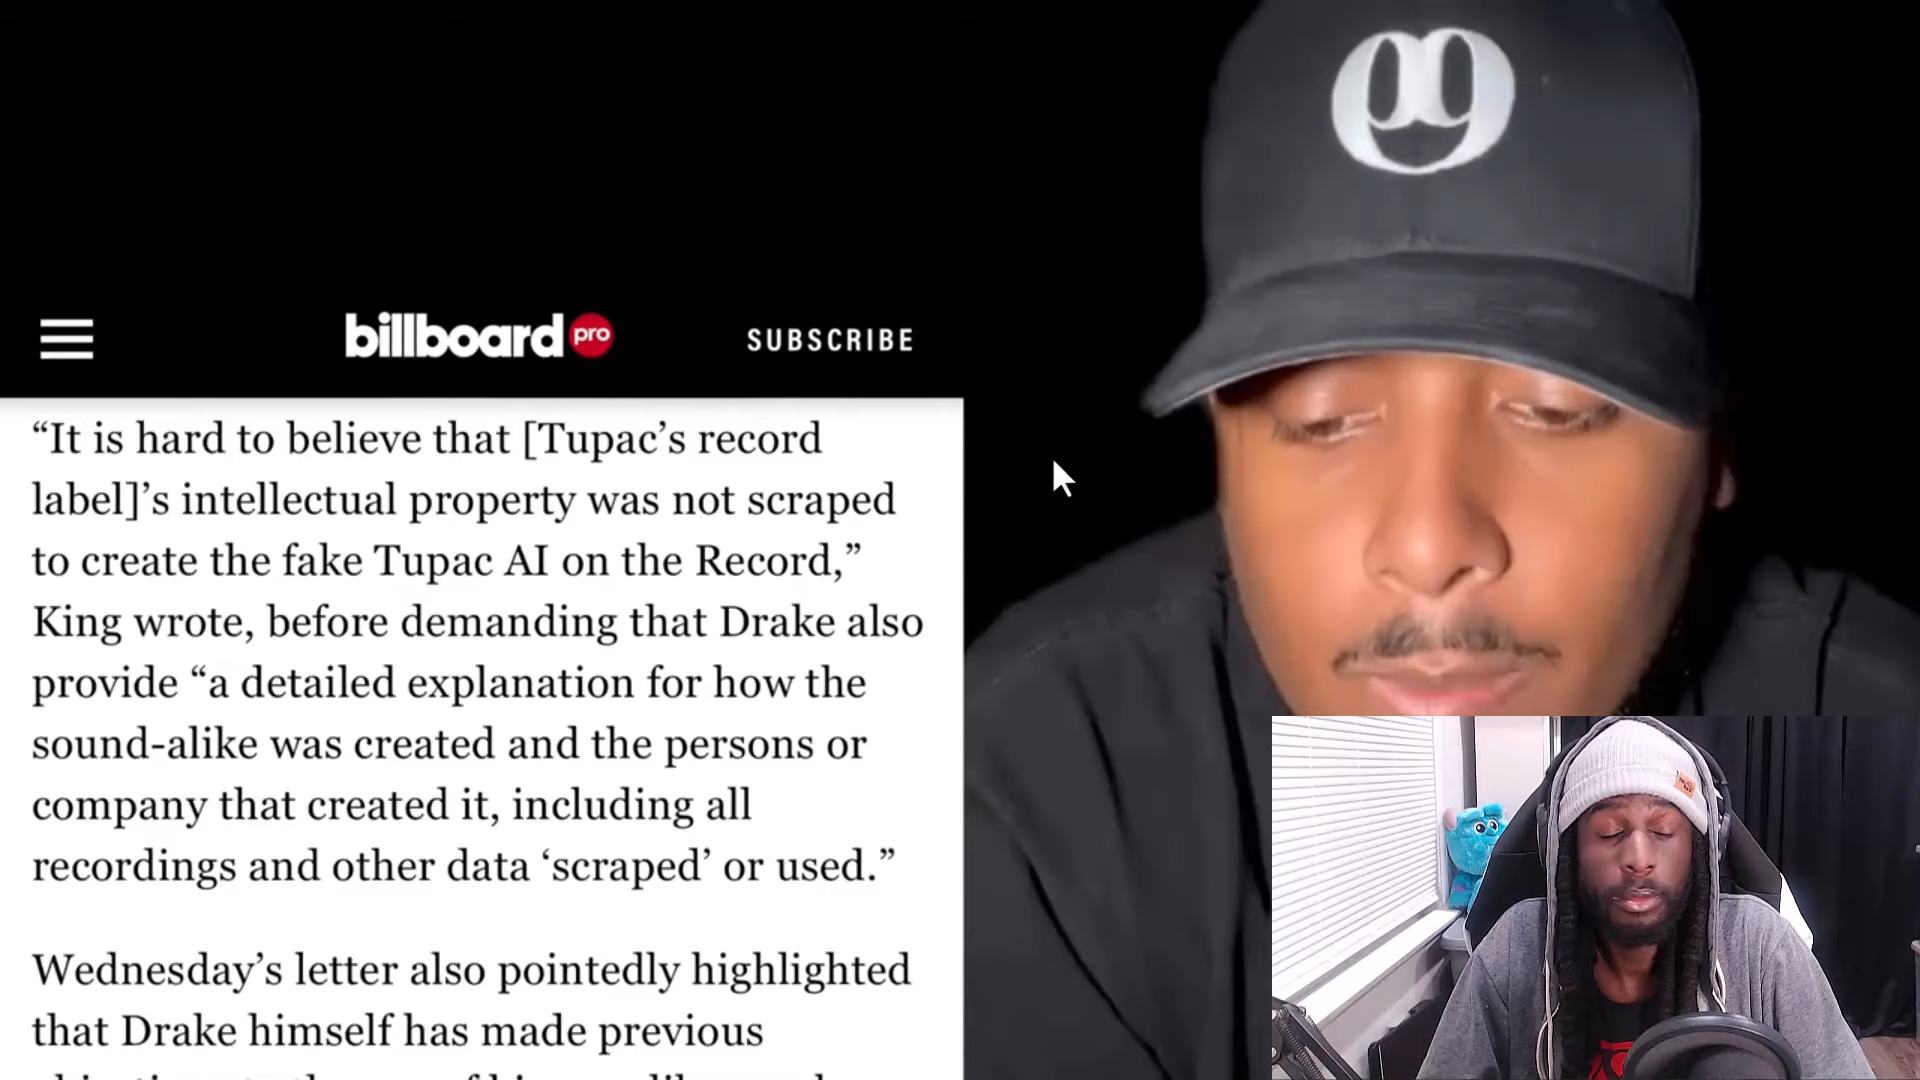 billboard pro
SUBSCRIBE
“It is hard to believe that [Tupac’s record
label]’s intellectual property was not scraped
to create the fake Tupac AI on the Record,”
King wrote, before demanding that Drake also
provide “a detailed explanation for how the
sound-alike was created and the persons or
company that created it, including all
recordings and other data ‘scraped’ or used.”
Wednesday’s letter also pointedly highlighted
that Drake himself has made previous